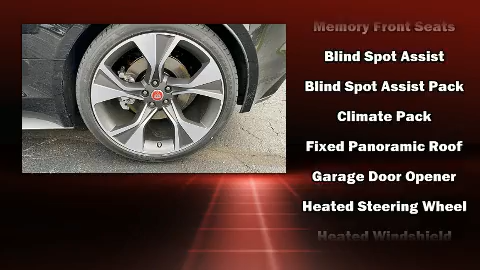 Memory Front Seats
Blind Spot Assist
Blind Spot Assist Pack
Climate Pack
Fixed Panoramic Roof
Garage Door Opener
Heated Steering Wheel
Heated Windshield